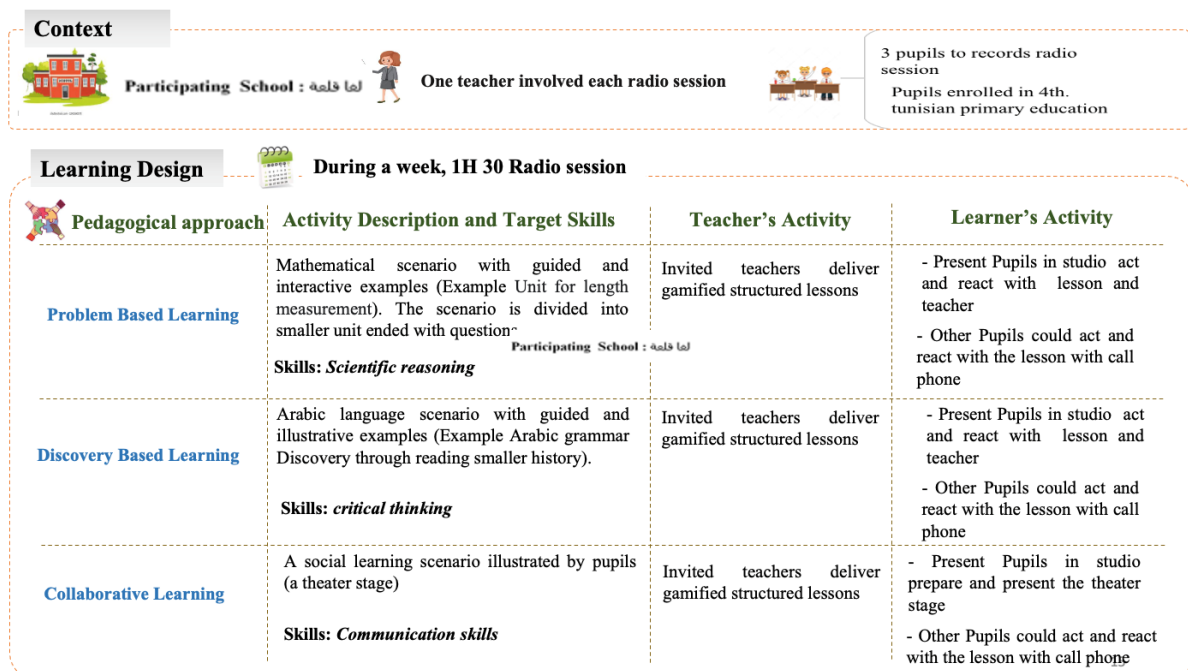 Context
Participating School : لما قلعة
One teacher involved each radio session
3 pupils to records radio
session
Pupils enrolled in 4th.
tunisian primary education
Learning Design
During a week, 1H 30 Radio session
Pedagogical approach
Activity Description and Target Skills
Teacher's Activity
Learner's Activity
Problem Based Learning
Mathematical scenario with guided and
interactive examples (Example Unit for length
measurement). The scenario is divided into
smaller unit ended with question
Participating School : لما قلعة
Skills: Scientific reasoning
Invited teachers deliver
gamified structured lessons
- Present Pupils in studio act
and react with lesson and
teacher
- Other Pupils could act and
react with the lesson with call
phone
Discovery Based Learning
Arabic language scenario with guided and
illustrative examples (Example Arabic grammar
Discovery through reading smaller history).
Skills: critical thinking
Invited teachers deliver
gamified structured lessons
- Present Pupils in studio act
and react with lesson and
teacher
- Other Pupils could act and
react with the lesson with call
phone
Collaborative Learning
A social learning scenario illustrated by pupils
(a theater stage)
Skills: Communication skills
Invited teachers deliver
gamified structured lessons
- Present Pupils in studio
prepare and present the theater
stage
- Other Pupils could act and react
with the lesson with call phone